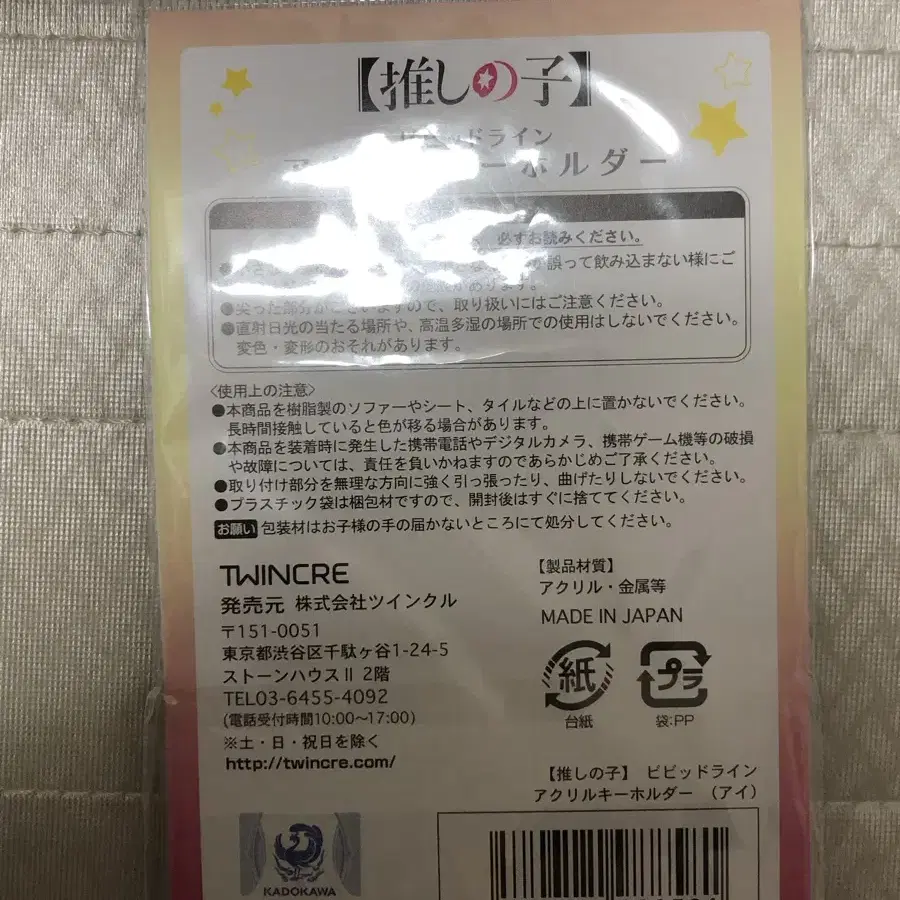 【推しの子】
ビビッドライン
ーホルダー
必ずお読みください。
誤って飲み込まない様にご
があります。
●尖った部分がございますので、取り扱いにはご注意ください。
●直射日光の当たる場所や、高温多湿の場所での使用はしないでください。
変色・変形のおそれがあります。
〈使用上の注意〉
●本商品を樹脂製のソファーやシート、タイルなどの上に置かないでください。
長時間接触していると色が移る場合があります。
●本商品を装着時に発生した携帯電話やデジタルカメラ、携帯ゲーム機等の破損
や故障については、責任を負いかねますのであらかじめご了承ください。
●取り付け部分を無理な方向に強く引っ張ったり、曲げたりしないでください。
●プラスチック袋は梱包材ですので、開封後はすぐに捨ててください。
お願い 包装材はお子様の手の届かないところにて処分してください。
TWINCRE
発売元 株式会社ツインクル
〒151-0051
東京都渋谷区千駄ヶ谷1-24-5
ストーンハウスⅡ 2階
TEL03-6455-4092
(電話受付時間10:00〜17:00)
※土・日・祝日を除く
http://twincre.com/
【製品材質】
アクリル・金属等
MADE IN JAPAN
紙
台紙
プラ
袋:PP
【推しの子】 ビビッドライン
アクリルキーホルダー （アイ）
KADOKAWA